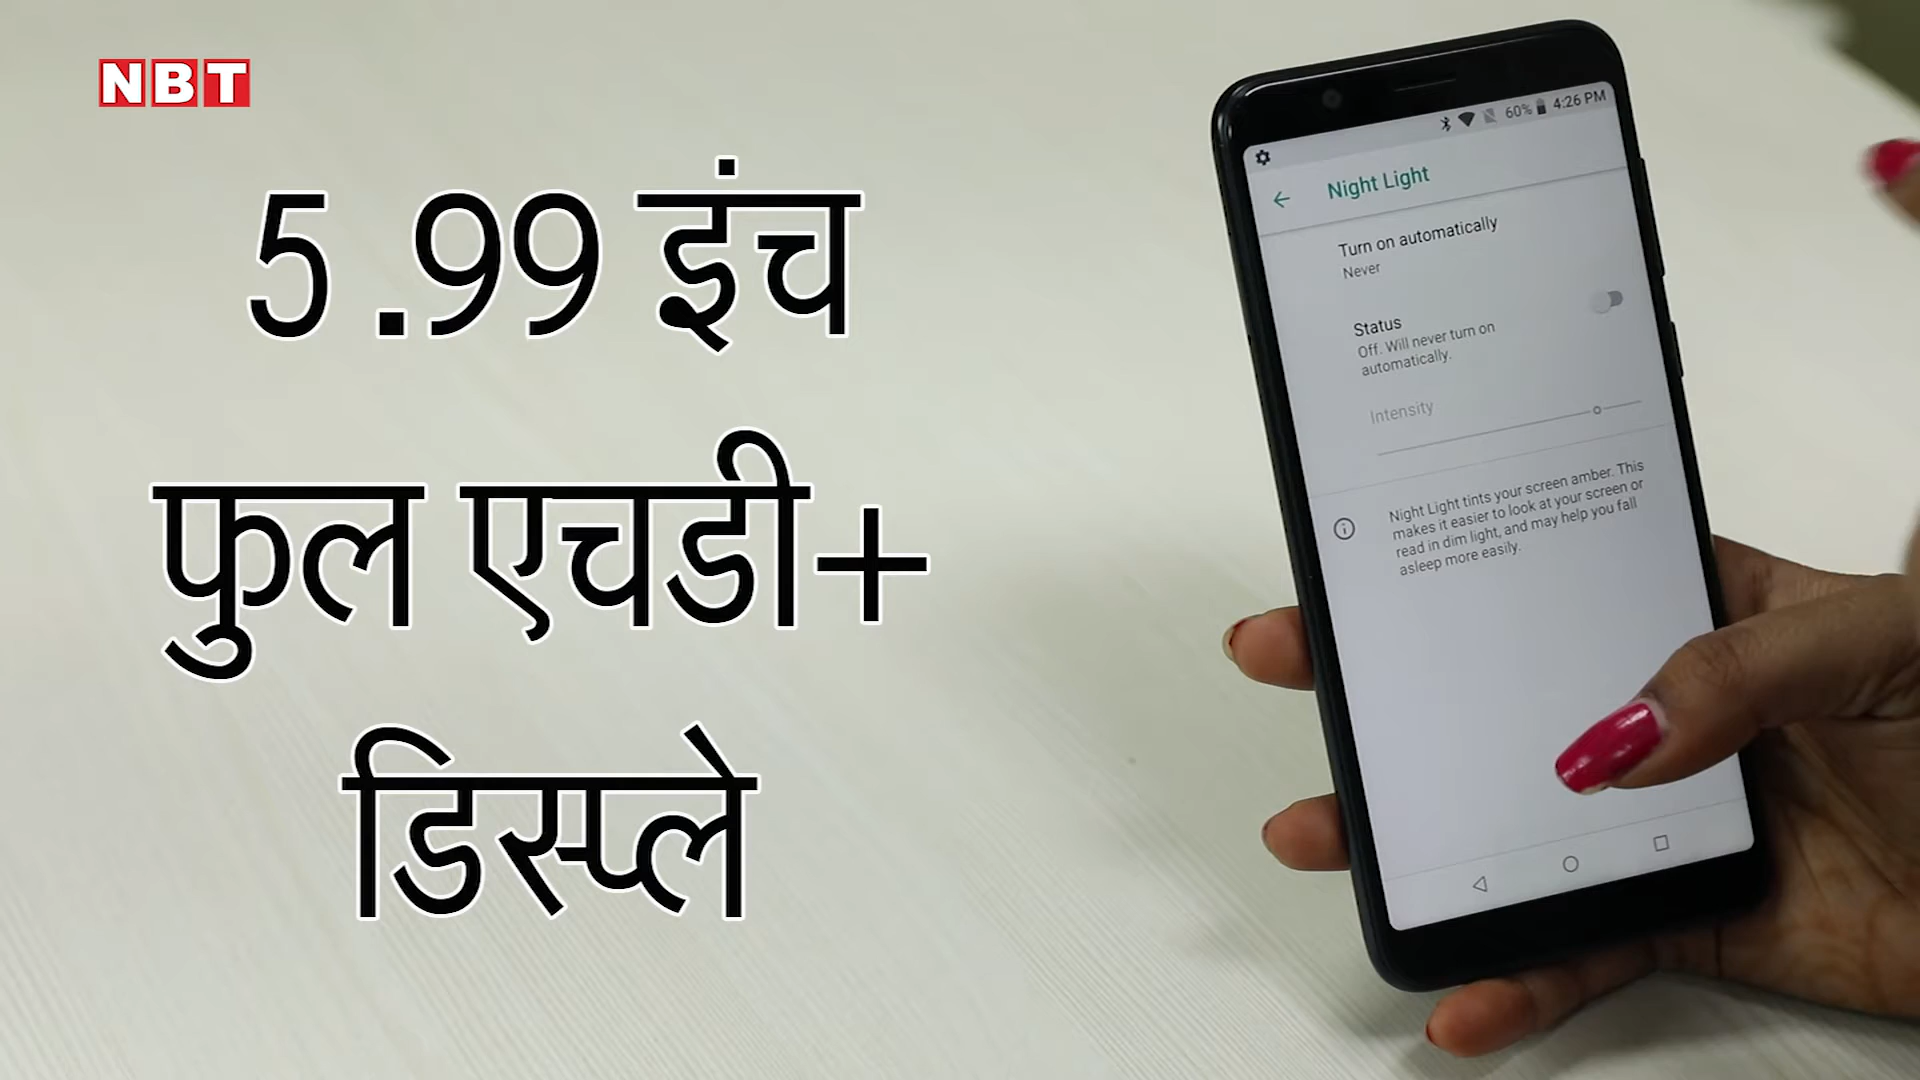 NBT
5 .99 इंच
फुल एचडी+
डिस्प्ले
60% 4:26 PM
Night Light
Turn on automatically
Never
Status
Off. Will never turn on
automatically.
Intensity
Night Light tints your screen amber. This
makes it easier to look at your screen or
read in dim light, and may help you fall
asleep more easily.